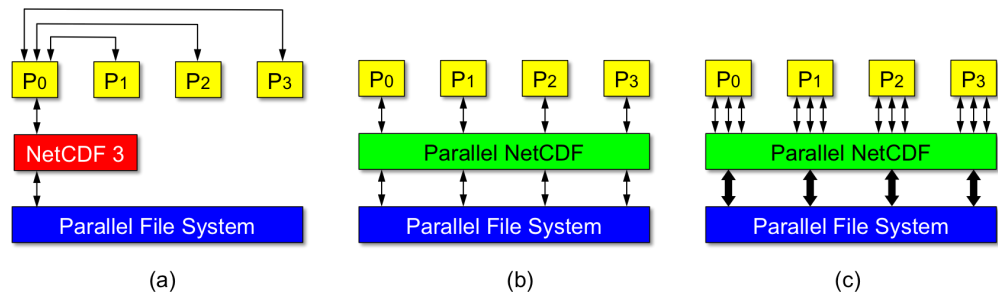 P0 P1 P2 P3
NetCDF 3
Parallel File System
(a)
P0 P1 P2 P3
Parallel NetCDF
Parallel File System
(b)
P0 P1 P2 P3
Parallel NetCDF
Parallel File System
(c)